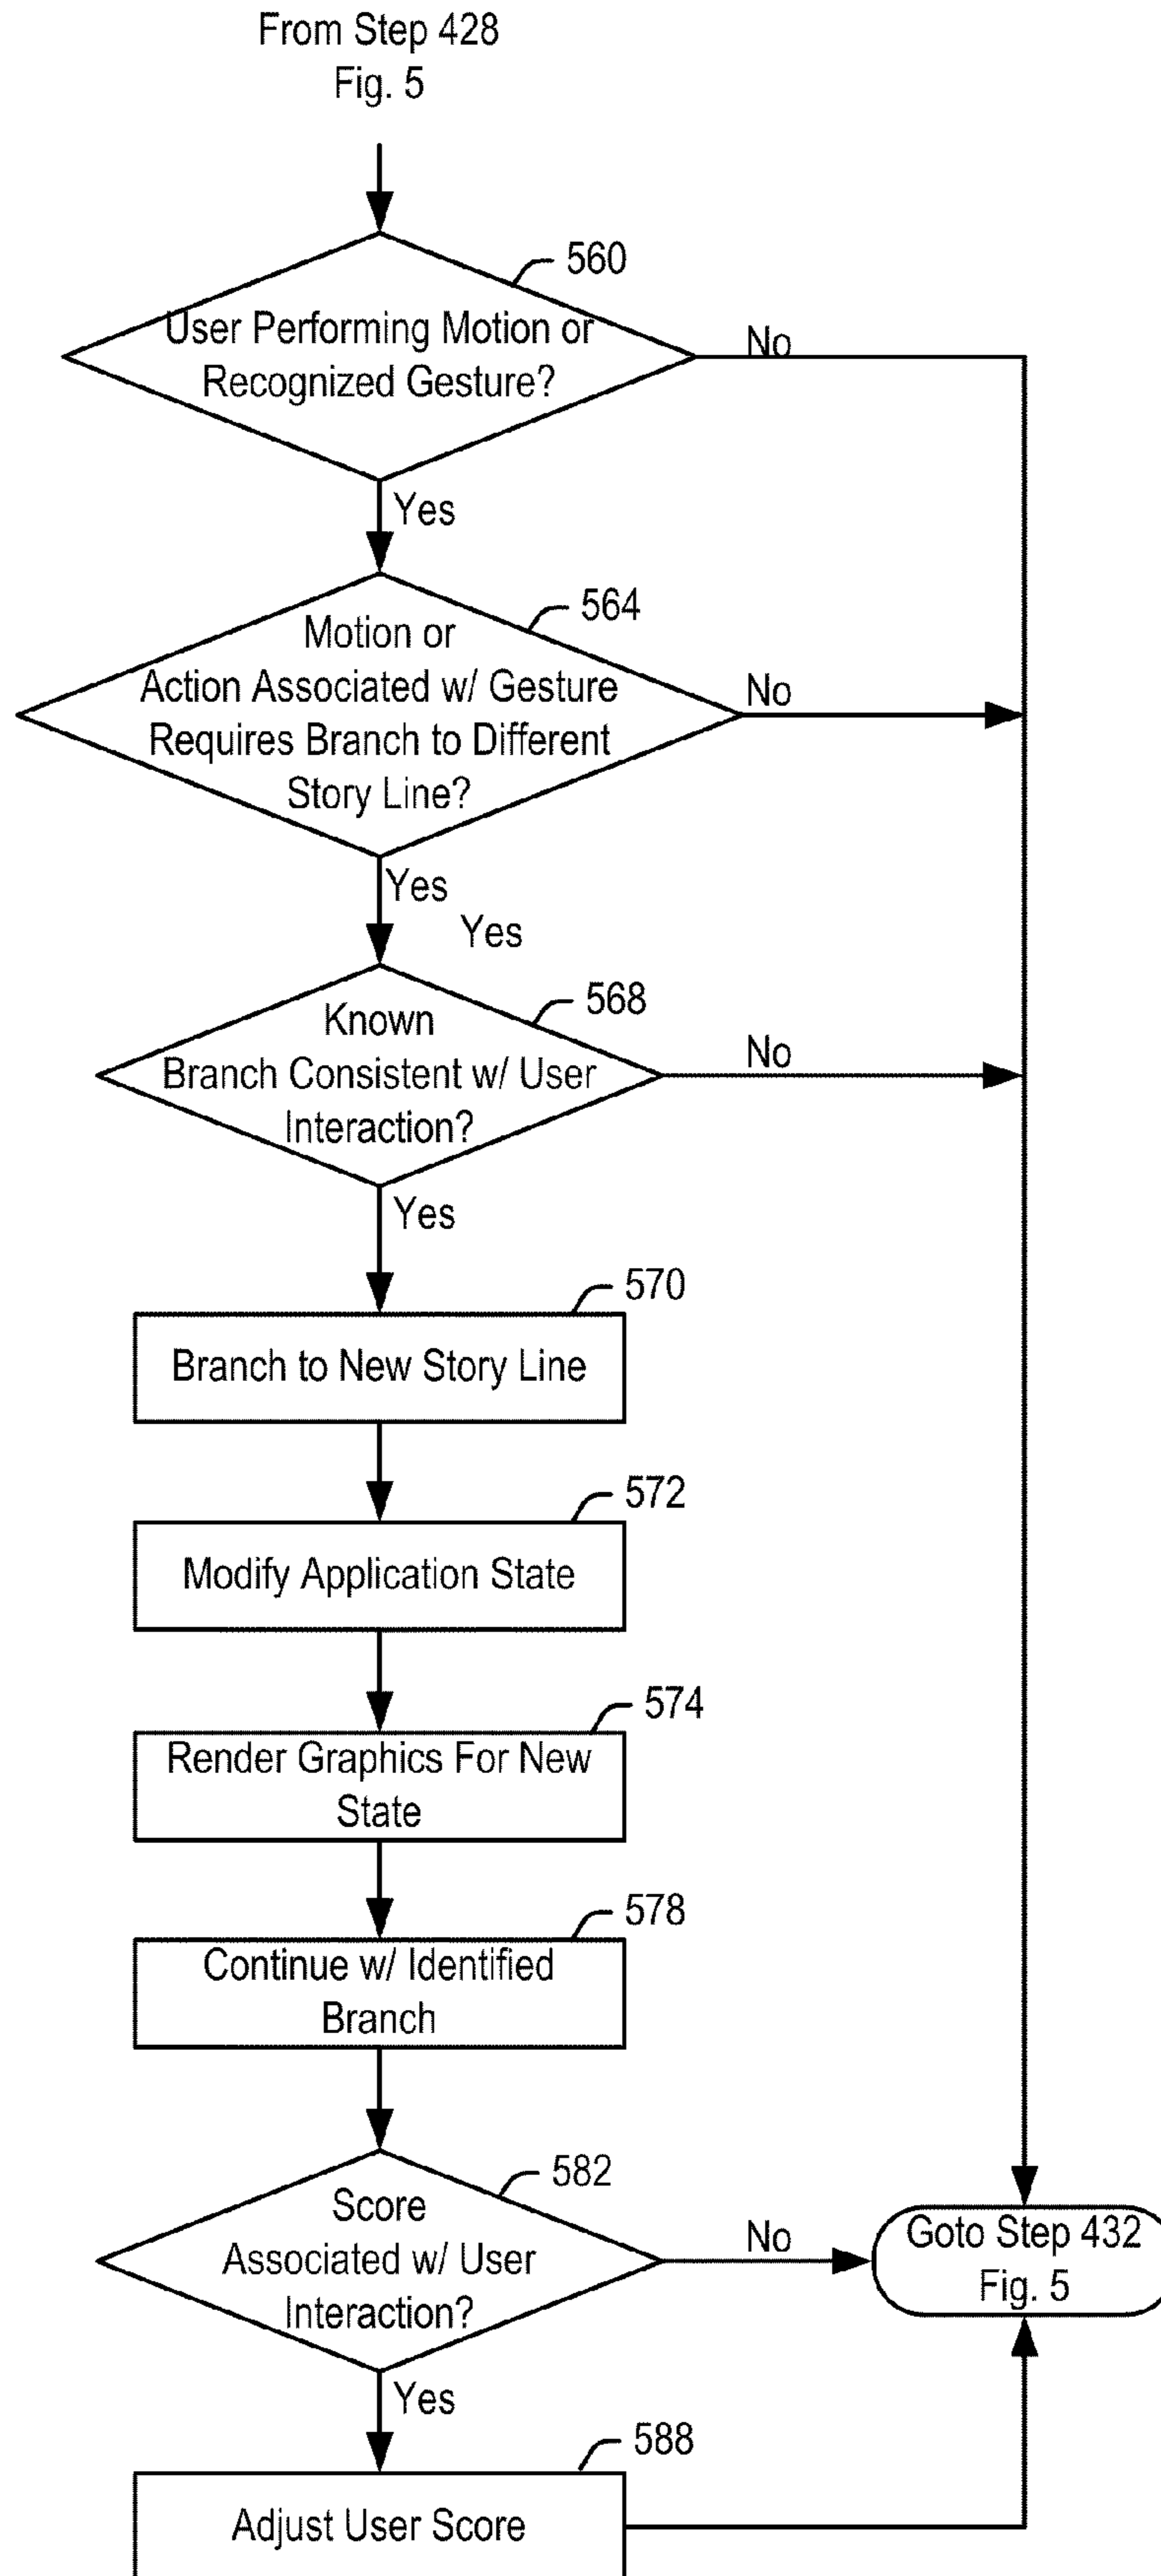 From Step 428
Fig. 5
560
User Performing Motion or
Recognized Gesture?
No
Yes
564
Motion or
Action Associated w/ Gesture
Requires Branch to Different
Story Line?
No
Yes
Yes
568
Known
Branch Consistent w/ User
Interaction?
No
Yes
570
Branch to New Story Line
572
Modify Application State
574
Render Graphics For New
State
578
Continue w/ Identified
Branch
582
Score
Associated w/ User
Interaction?
No
Goto Step 432
Fig. 5
Yes
588
Adjust User Score